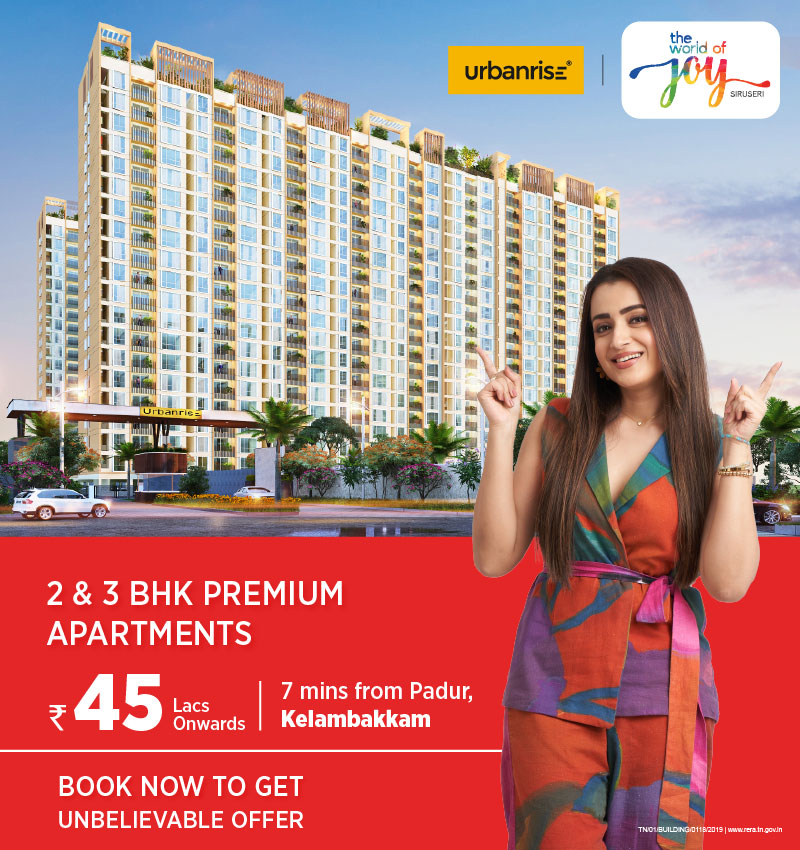 urbanrise®
the
world of
joy
SIRUSERI
Urbanrise
2 & 3 BHK PREMIUM
APARTMENTS
₹ 45 Lacs
Onwards
7 mins from Padur,
Kelambakkam
BOOK NOW TO GET
UNBELIEVABLE OFFER
TN/01/BUILDING/0118/2019 | www.rera.tn.gov.in